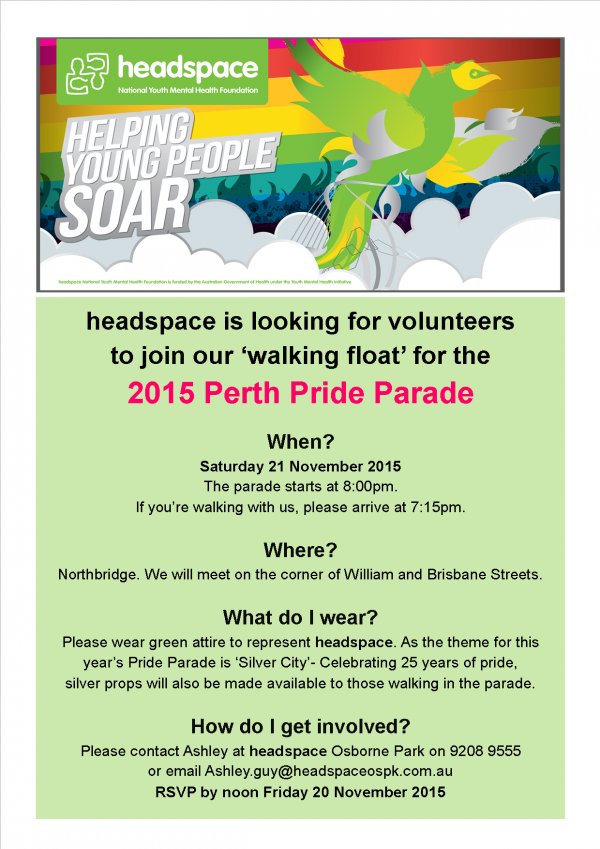 headspace
National Youth Mental Health Foundation
HELPING
YOUNG PEOPLE
SOAR
headspace National Youth Mental Health Foundation is funded by the Australian Government of Health under the Youth Mental Health Initiative
headspace is looking for volunteers
to join our ‘walking float’ for the
2015 Perth Pride Parade
When?
Saturday 21 November 2015
The parade starts at 8:00pm.
If you’re walking with us, please arrive at 7:15pm.
Where?
Northbridge. We will meet on the corner of William and Brisbane Streets.
What do I wear?
Please wear green attire to represent headspace. As the theme for this
year’s Pride Parade is ‘Silver City’- Celebrating 25 years of pride,
silver props will also be made available to those walking in the parade.
How do I get involved?
Please contact Ashley at headspace Osborne Park on 9208 9555
or email Ashley.guy@headspaceospk.com.au
RSVP by noon Friday 20 November 2015